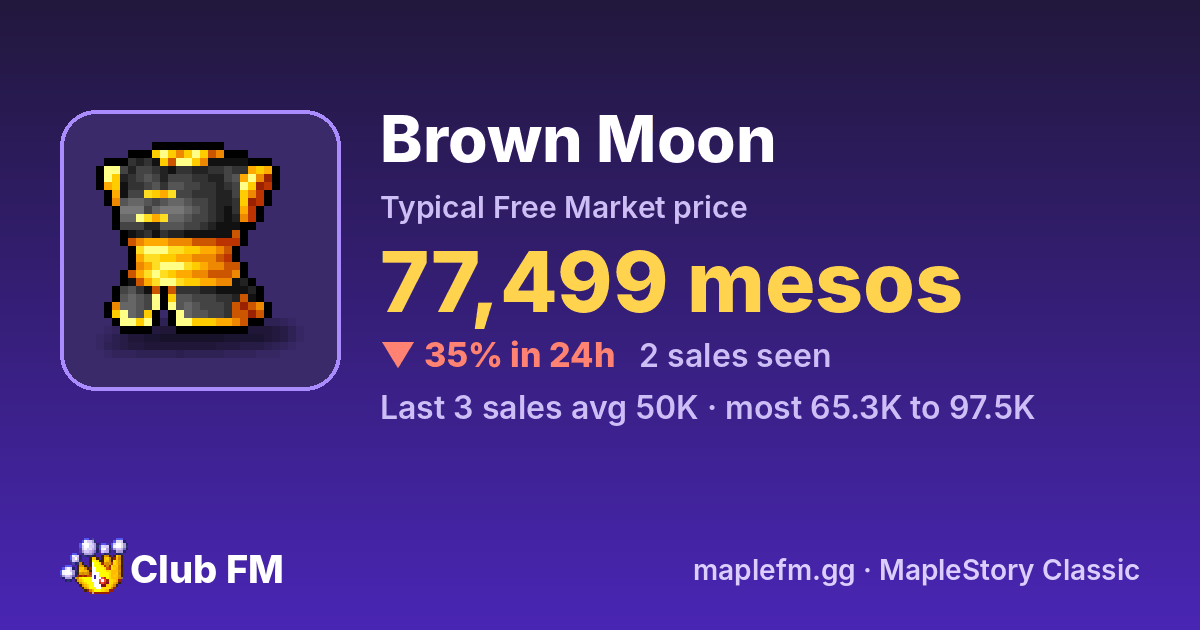 Brown Moon
Typical Free Market price
77,499 mesos
▼ 35% in 24h 2 sales seen
Last 3 sales avg 50K · most 65.3K to 97.5K
Club FM
maplefm.gg · MapleStory Classic